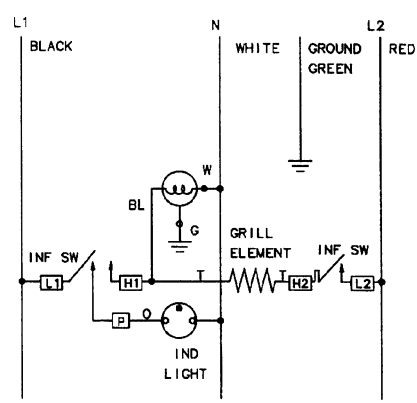 L1 N L2
BLACK WHITE GROUND RED
GREEN
W
BL
G
GRILL
ELEMENT
INF SW INF SW
L1 H1 T T H2 L2
P O
IND
LIGHT